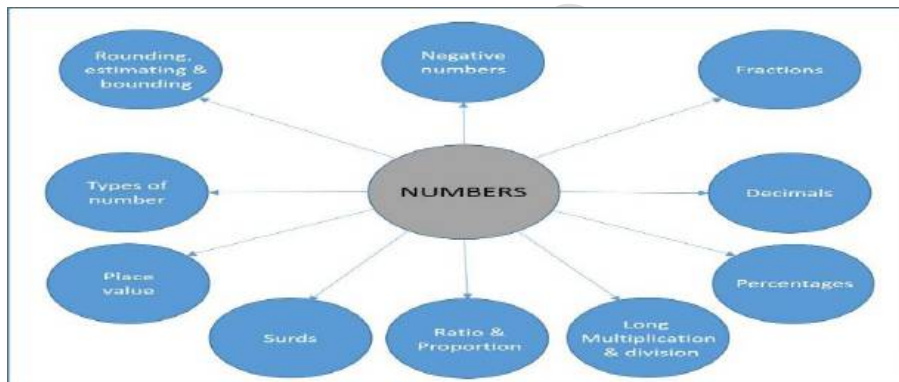 Rounding,
estimating &
bounding
Negative
numbers
Fractions
Types of
number
NUMBERS
Decimals
Place
value
Percentages
Surds
Ratio &
Proportion
Long
Multiplication
& division